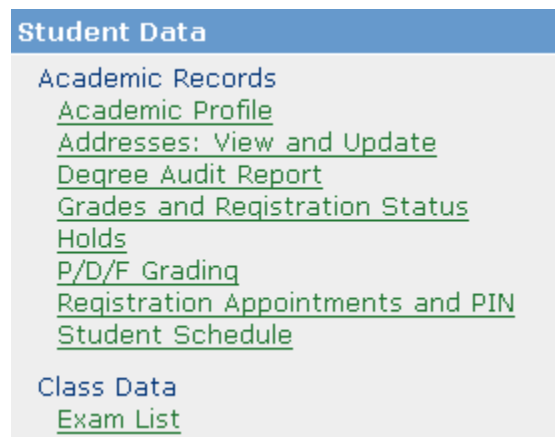 Student Data
Academic Records
Academic Profile
Addresses: View and Update
Degree Audit Report
Grades and Registration Status
Holds
P/D/F Grading
Registration Appointments and PIN
Student Schedule
Class Data
Exam List